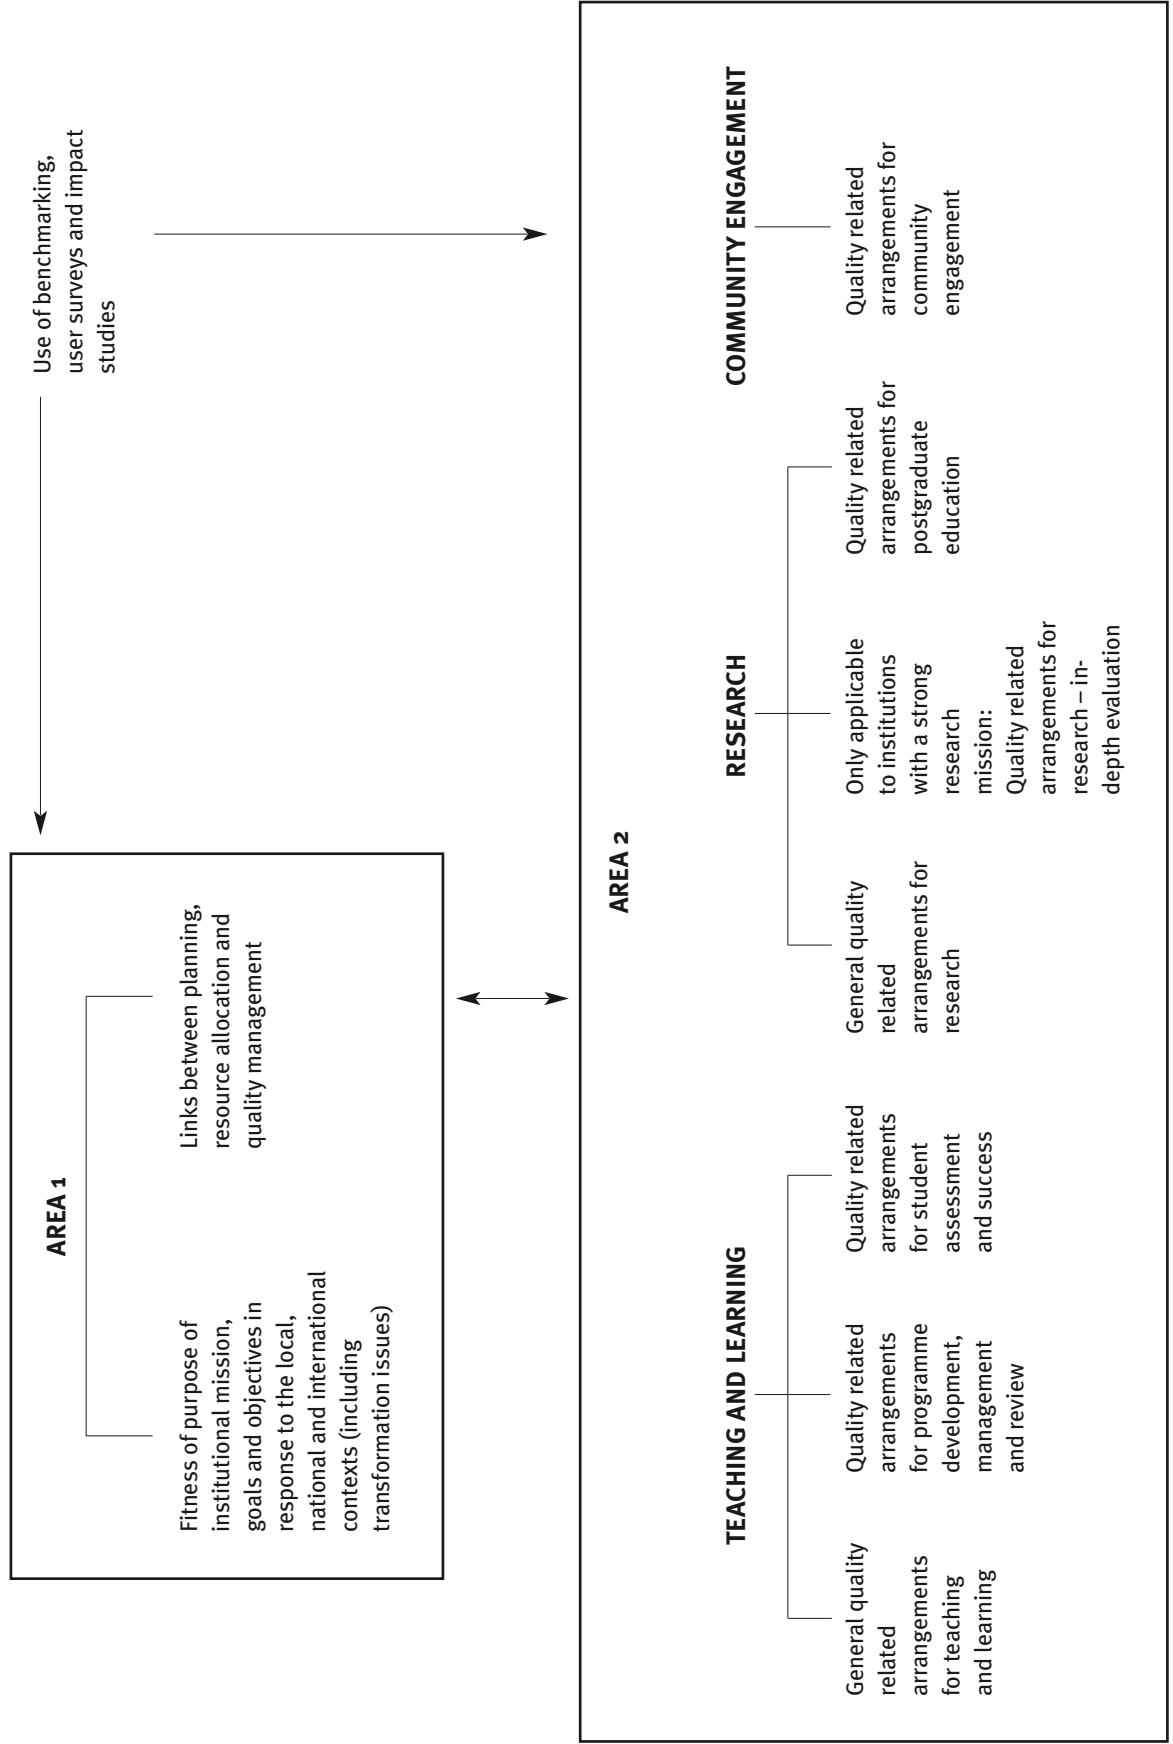 AREA 1
Fitness of purpose of
institutional mission,
goals and objectives in
response to the local,
national and international
contexts (including
transformation issues)
Links between planning,
resource allocation and
quality management
Use of benchmarking,
user surveys and impact
studies
AREA 2
TEACHING AND LEARNING
General quality
related
arrangements
for teaching
and learning
Quality related
arrangements
for programme
development,
management
and review
Quality related
arrangements
for student
assessment
and success
RESEARCH
General quality
related
arrangements for
research
Only applicable
to institutions
with a strong
research
mission:
Quality related
arrangements for
research – in-
depth evaluation
Quality related
arrangements for
postgraduate
education
COMMUNITY ENGAGEMENT
Quality related
arrangements for
community
engagement